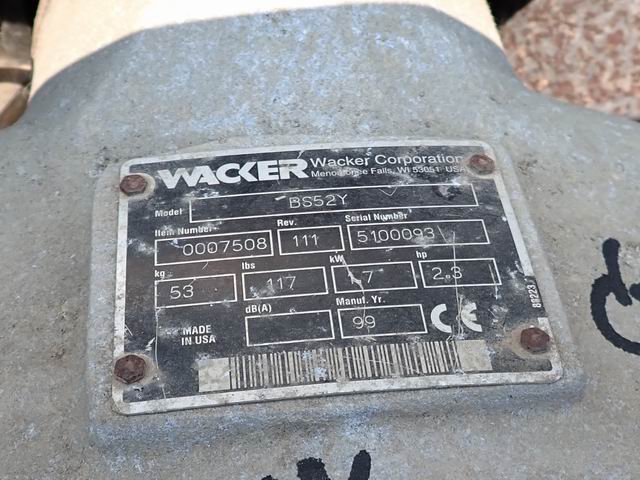 WACKER Wacker Corporation
Menomonee Falls, WI 53051 USA
Model BS52Y
Item Number Rev. Serial Number
0007508 111 5100093
kg lbs kW hp
53 117 2.3
dB(A) Manuf. Yr.
99
CE
MADE
IN USA